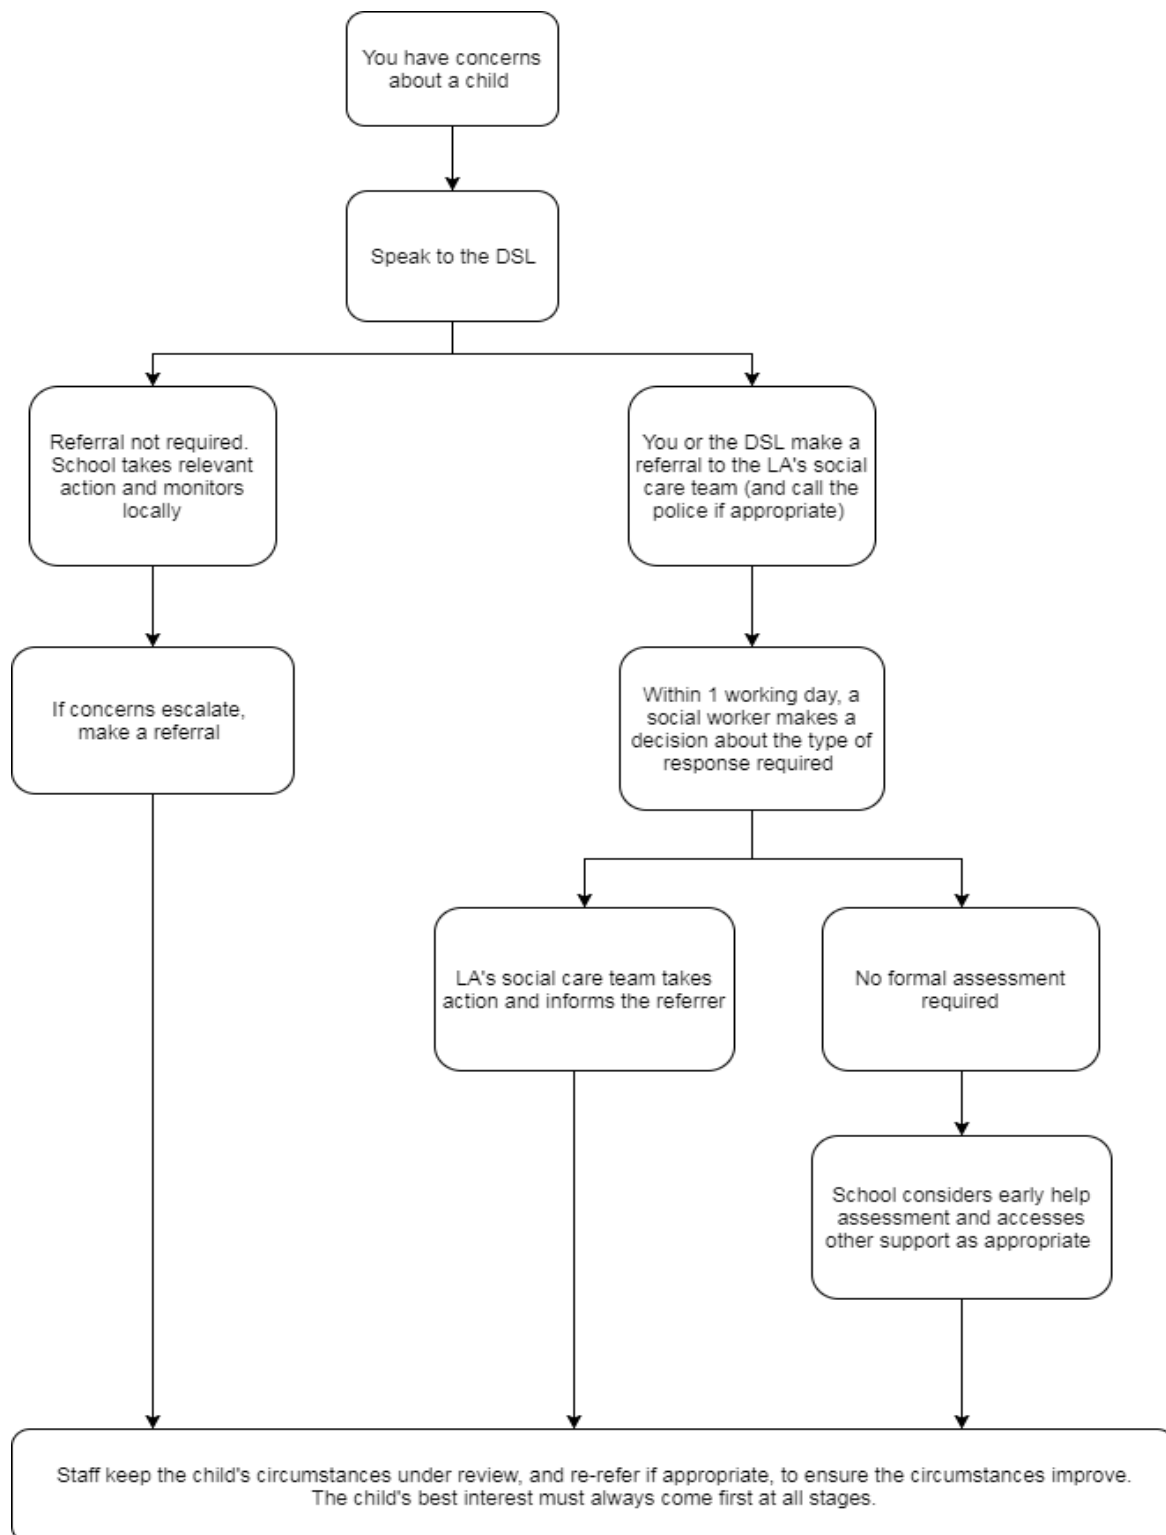 You have concerns
about a child
Speak to the DSL
Referral not required.
School takes relevant
action and monitors
locally
You or the DSL make a
referral to the LA's social
care team (and call the
police if appropriate)
If concerns escalate,
make a referral
Within 1 working day, a
social worker makes a
decision about the type of
response required
LA's social care team takes
action and informs the referrer
No formal assessment
required
School considers early help
assessment and accesses
other support as appropriate
Staff keep the child's circumstances under review, and re-refer if appropriate, to ensure the circumstances improve.
The child's best interest must always come first at all stages.